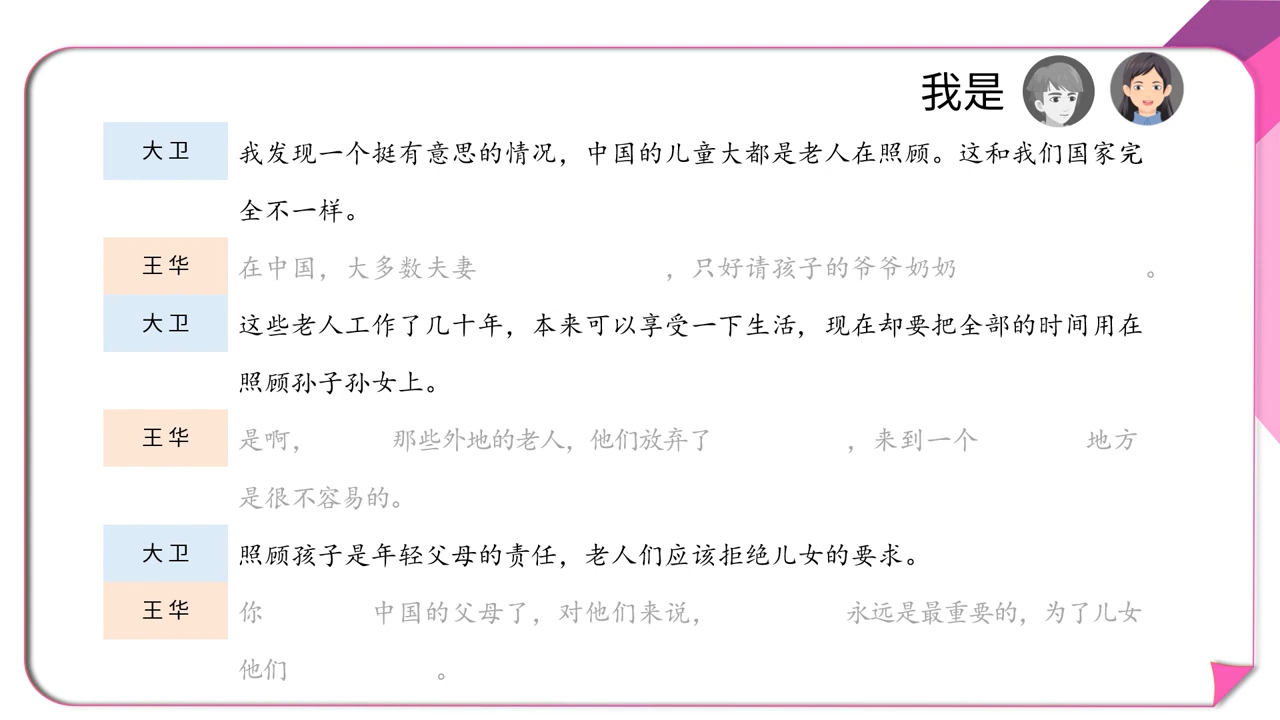 我是
大卫 我发现一个挺有意思的情况，中国的儿童大都是老人在照顾。这和我们国家完
全不一样。
王华 在中国，大多数夫妻 ，只好请孩子的爷爷奶奶 。
大卫 这些老人工作了几十年，本来可以享受一下生活，现在却要把全部的时间用在
照顾孙子孙女上。
王华 是啊， 那些外地的老人，他们放弃了 ，来到一个 地方
是很不容易的。
大卫 照顾孩子是年轻父母的责任，老人们应该拒绝儿女的要求。
王华 你 中国的父母了，对他们来说， 永远是最重要的，为了儿女
他们 。